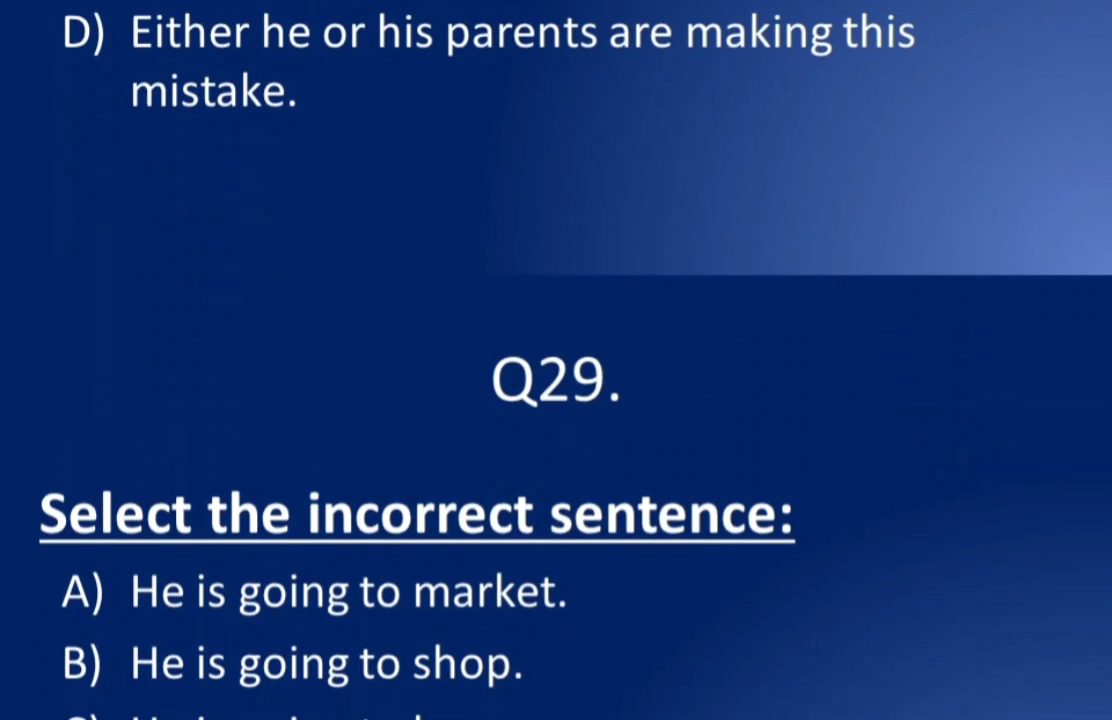 D) Either he or his parents are making this
mistake.
Q29.
Select the incorrect sentence:
A) He is going to market.
B) He is going to shop.